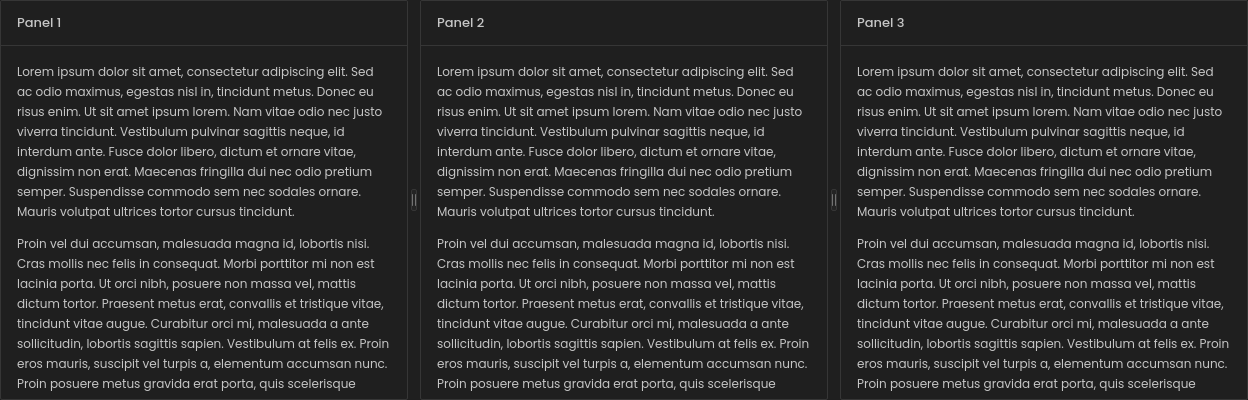 Panel 1
Lorem ipsum dolor sit amet, consectetur adipiscing elit. Sed
ac odio maximus, egestas nisl in, tincidunt metus. Donec eu
risus enim. Ut sit amet ipsum lorem. Nam vitae odio nec justo
viverra tincidunt. Vestibulum pulvinar sagittis neque, id
interdum ante. Fusce dolor libero, dictum et ornare vitae,
dignissim non erat. Maecenas fringilla dui nec odio pretium
semper. Suspendisse commodo sem nec sodales ornare.
Mauris volutpat ultrices tortor cursus tincidunt.
Proin vel dui accumsan, malesuada magna id, lobortis nisi.
Cras mollis nec felis in consequat. Morbi porttitor mi non est
lacinia porta. Ut orci nibh, posuere non massa vel, mattis
dictum tortor. Praesent metus erat, convallis et tristique vitae,
tincidunt vitae augue. Curabitur orci mi, malesuada a ante
sollicitudin, lobortis sagittis sapien. Vestibulum at felis ex. Proin
eros mauris, suscipit vel turpis a, elementum accumsan nunc.
Proin posuere metus gravida erat porta, quis scelerisque
Panel 2
Lorem ipsum dolor sit amet, consectetur adipiscing elit. Sed
ac odio maximus, egestas nisl in, tincidunt metus. Donec eu
risus enim. Ut sit amet ipsum lorem. Nam vitae odio nec justo
viverra tincidunt. Vestibulum pulvinar sagittis neque, id
interdum ante. Fusce dolor libero, dictum et ornare vitae,
dignissim non erat. Maecenas fringilla dui nec odio pretium
semper. Suspendisse commodo sem nec sodales ornare.
Mauris volutpat ultrices tortor cursus tincidunt.
Proin vel dui accumsan, malesuada magna id, lobortis nisi.
Cras mollis nec felis in consequat. Morbi porttitor mi non est
lacinia porta. Ut orci nibh, posuere non massa vel, mattis
dictum tortor. Praesent metus erat, convallis et tristique vitae,
tincidunt vitae augue. Curabitur orci mi, malesuada a ante
sollicitudin, lobortis sagittis sapien. Vestibulum at felis ex. Proin
eros mauris, suscipit vel turpis a, elementum accumsan nunc.
Proin posuere metus gravida erat porta, quis scelerisque
Panel 3
Lorem ipsum dolor sit amet, consectetur adipiscing elit. Sed
ac odio maximus, egestas nisl in, tincidunt metus. Donec eu
risus enim. Ut sit amet ipsum lorem. Nam vitae odio nec justo
viverra tincidunt. Vestibulum pulvinar sagittis neque, id
interdum ante. Fusce dolor libero, dictum et ornare vitae,
dignissim non erat. Maecenas fringilla dui nec odio pretium
semper. Suspendisse commodo sem nec sodales ornare.
Mauris volutpat ultrices tortor cursus tincidunt.
Proin vel dui accumsan, malesuada magna id, lobortis nisi.
Cras mollis nec felis in consequat. Morbi porttitor mi non est
lacinia porta. Ut orci nibh, posuere non massa vel, mattis
dictum tortor. Praesent metus erat, convallis et tristique vitae,
tincidunt vitae augue. Curabitur orci mi, malesuada a ante
sollicitudin, lobortis sagittis sapien. Vestibulum at felis ex. Proin
eros mauris, suscipit vel turpis a, elementum accumsan nunc.
Proin posuere metus gravida erat porta, quis scelerisque